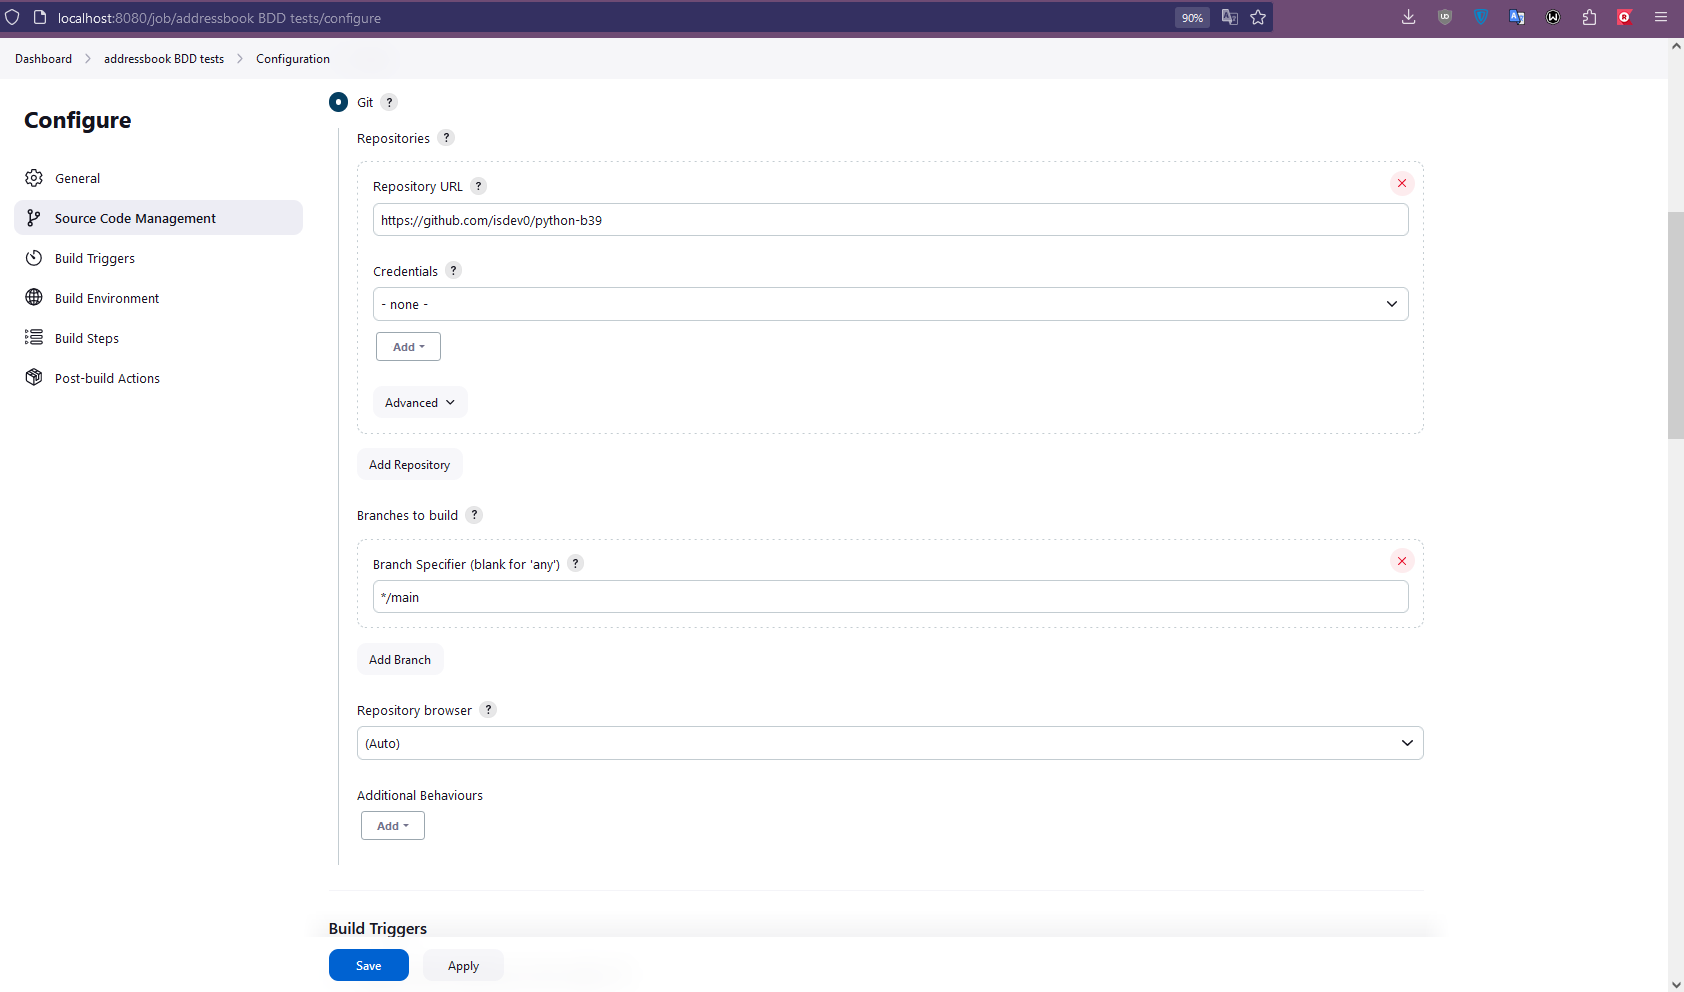 localhost:8080/job/addressbook BDD tests/configure
90%
Dashboard > addressbook BDD tests > Configuration
Configure
General
Source Code Management
Build Triggers
Build Environment
Build Steps
Post-build Actions
Git ?
Repositories ?
Repository URL ?
https://github.com/isdev0/python-b39
Credentials ?
- none -
Add
Advanced
Add Repository
Branches to build ?
Branch Specifier (blank for 'any') ?
*/main
Add Branch
Repository browser ?
(Auto)
Additional Behaviours
Add
Build Triggers
Save
Apply